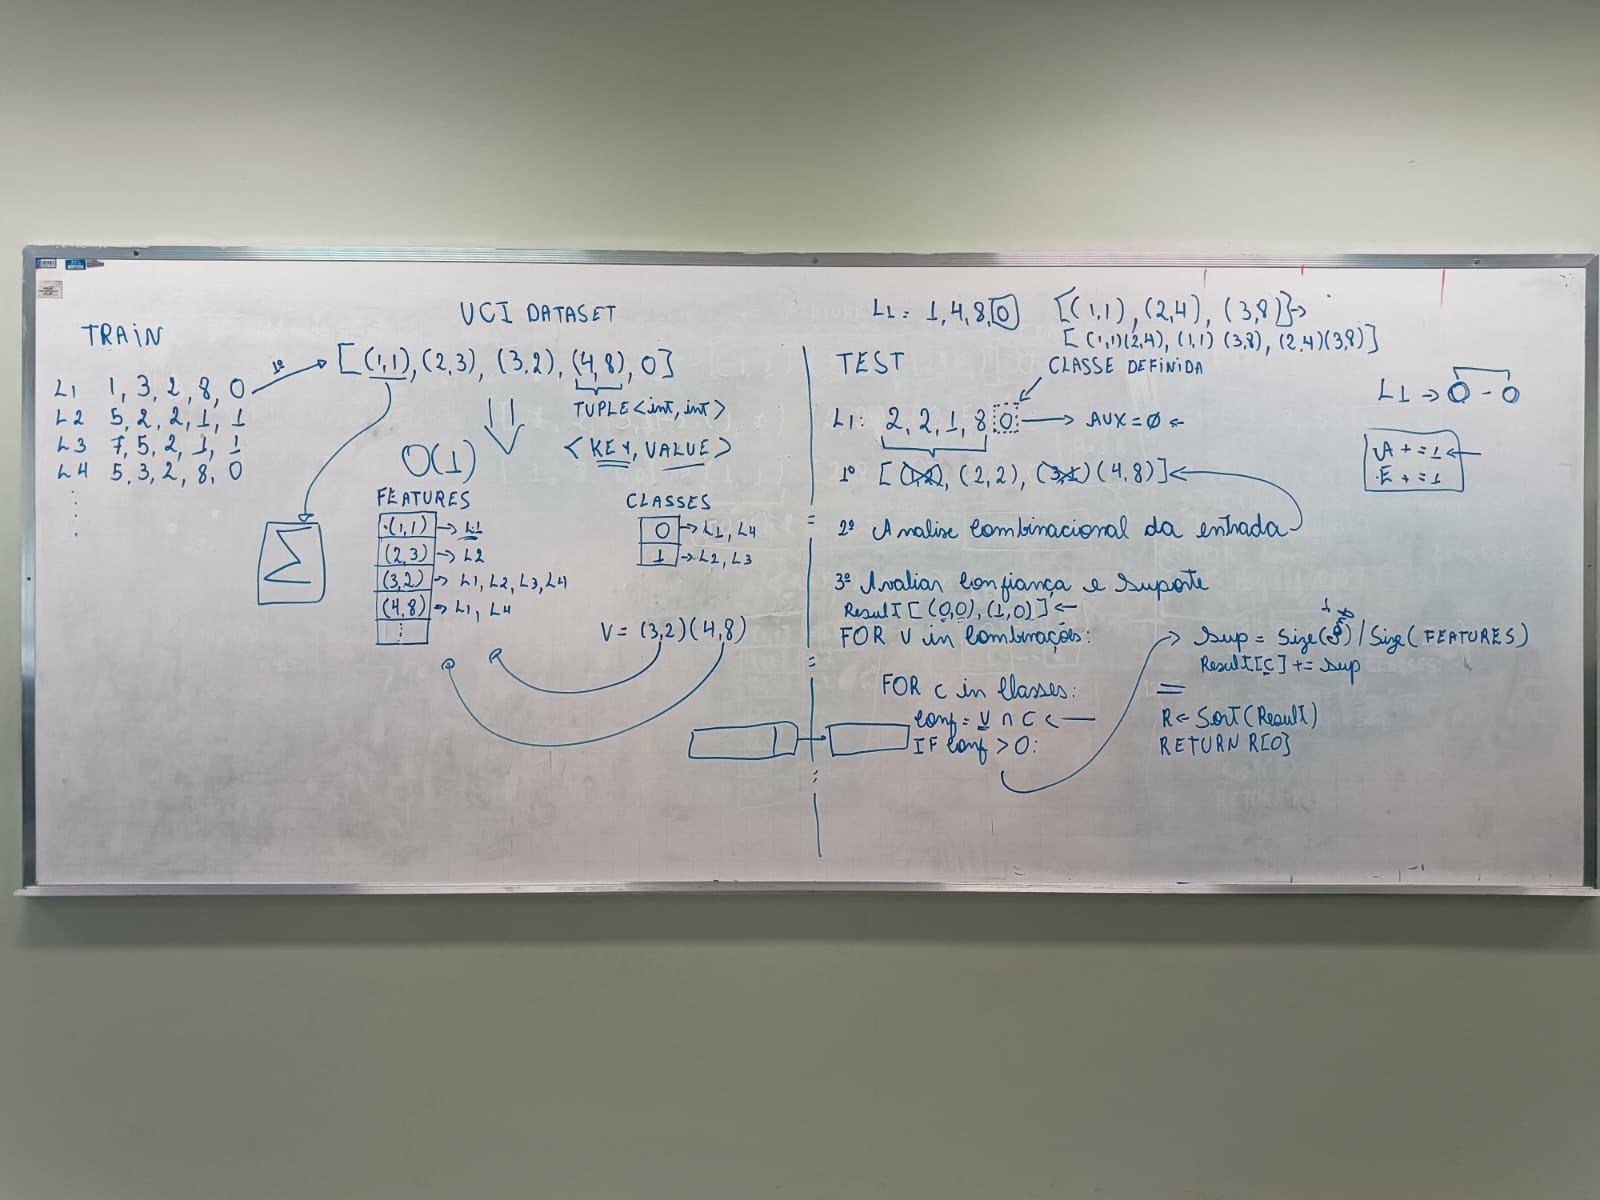 UCI DATASET
TRAIN
L1 1, 3, 2, 8, 0
L2 5, 2, 2, 1, 1
L3 7, 5, 2, 1, 1
L4 5, 3, 2, 8, 0
1º
[(1,1), (2,3), (3,2), (4,8), 0]
TUPLE<int, int>
<KEY, VALUE>
O(1)
FEATURES
(1,1) → L1
(2,3) → L2
(3,2) → L1, L2, L3, L4
(4,8) → L1, L4
CLASSES
0 → L1, L4
1 → L2, L3
Σ
V = (3,2)(4,8)
L1 = 1, 4, 8, 0 [(1,1), (2,4), (3,8)] →
[(1,1)(2,4), (1,1) (3,8), (2,4)(3,8)]
TEST
CLASSE DEFINIDA
L1: 2, 2, 1, 8 0 → AUX = Ø ←
1º [(1,2), (2,2), (3,1) (4,8)] ←
2º Analise Combinacional da entrada
3º Avaliar Confiança e Suporte
Result [(0,0), (1,0)] ←
FOR V in Combinações:
FOR C in Classes:
Conf = V ∩ C ←
IF Conf > 0:
Sup = Size( ) / Size(FEATURES)
Result[C] += Sup
R ← Sort(Result)
RETURN R[0]
L1 → 0 - 0
A += 1 ←
E += 1